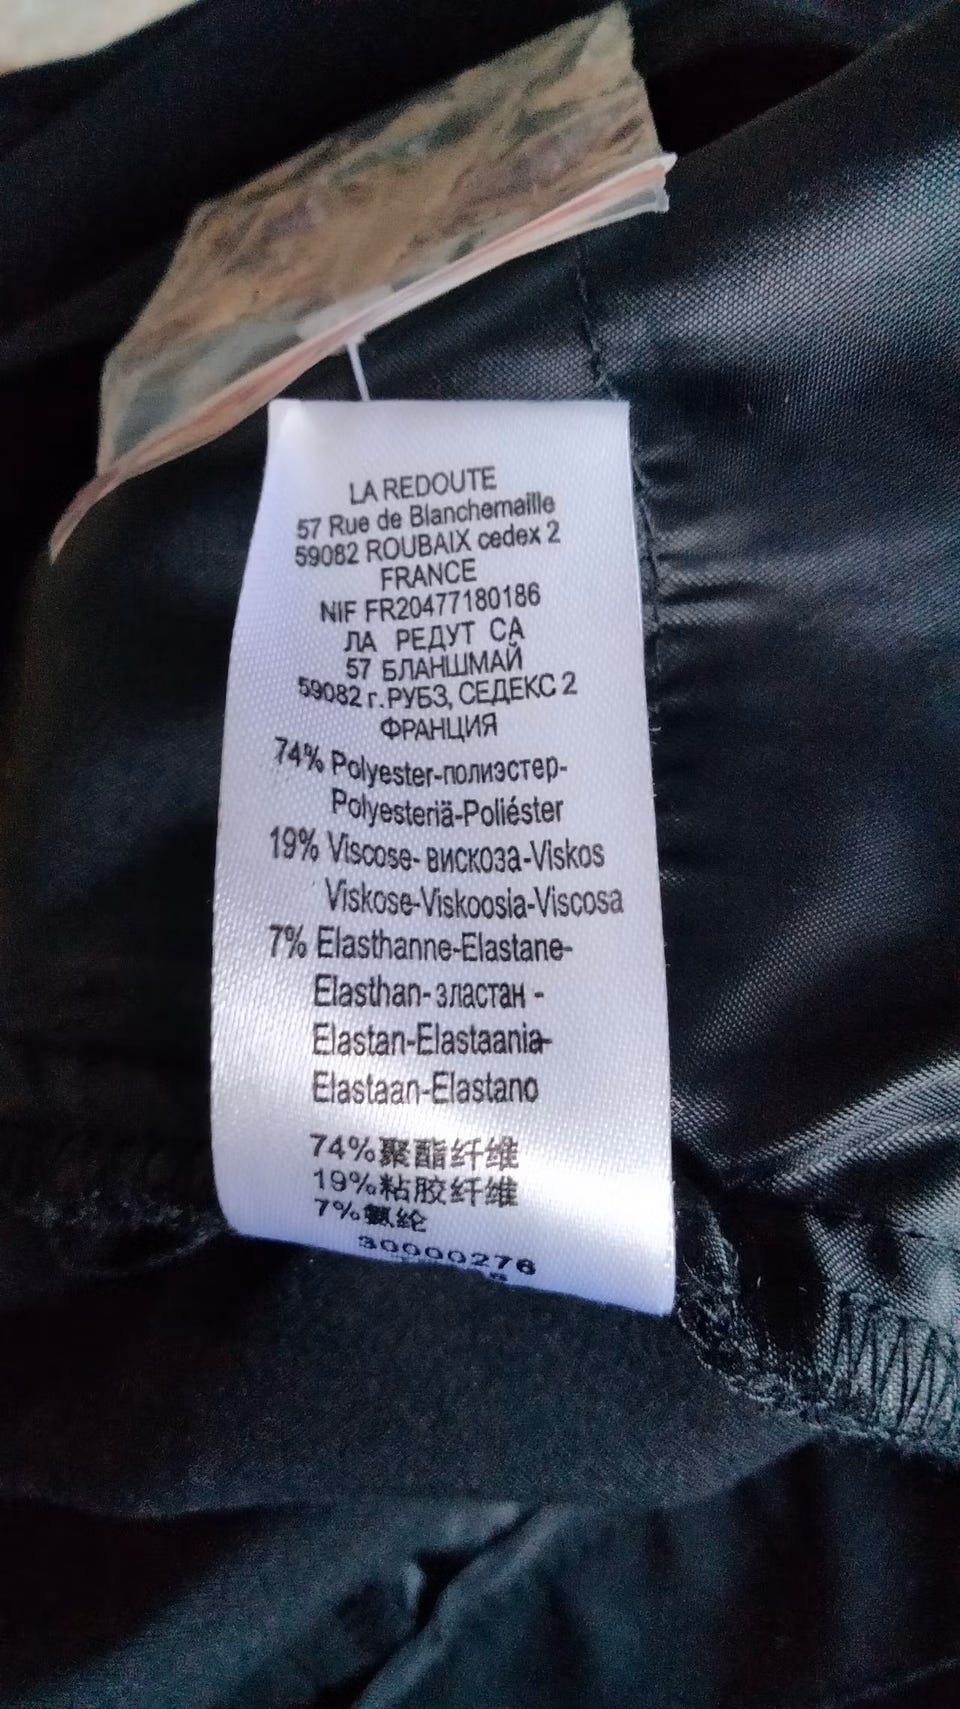 LA REDOUTE
57 Rue de Blanchemaille
59082 ROUBAIX cedex 2
FRANCE
NIF FR20477180186
ЛА РЕДУТ СА
57 БЛАНШМАЙ
59082 г.РУБЗ, СЕДЕКС 2
ФРАНЦИЯ
74% Polyester-полиэстер-
Polyesteriä-Poliéster
19% Viscose- вискоза-Viskos
Viskose-Viskoosia-Viscosa
7% Elasthanne-Elastane-
Elasthan- эластан -
Elastan-Elastaania-
Elastaan-Elastano
74%聚酯纤维
19%粘胶纤维
7%氨纶
30000276